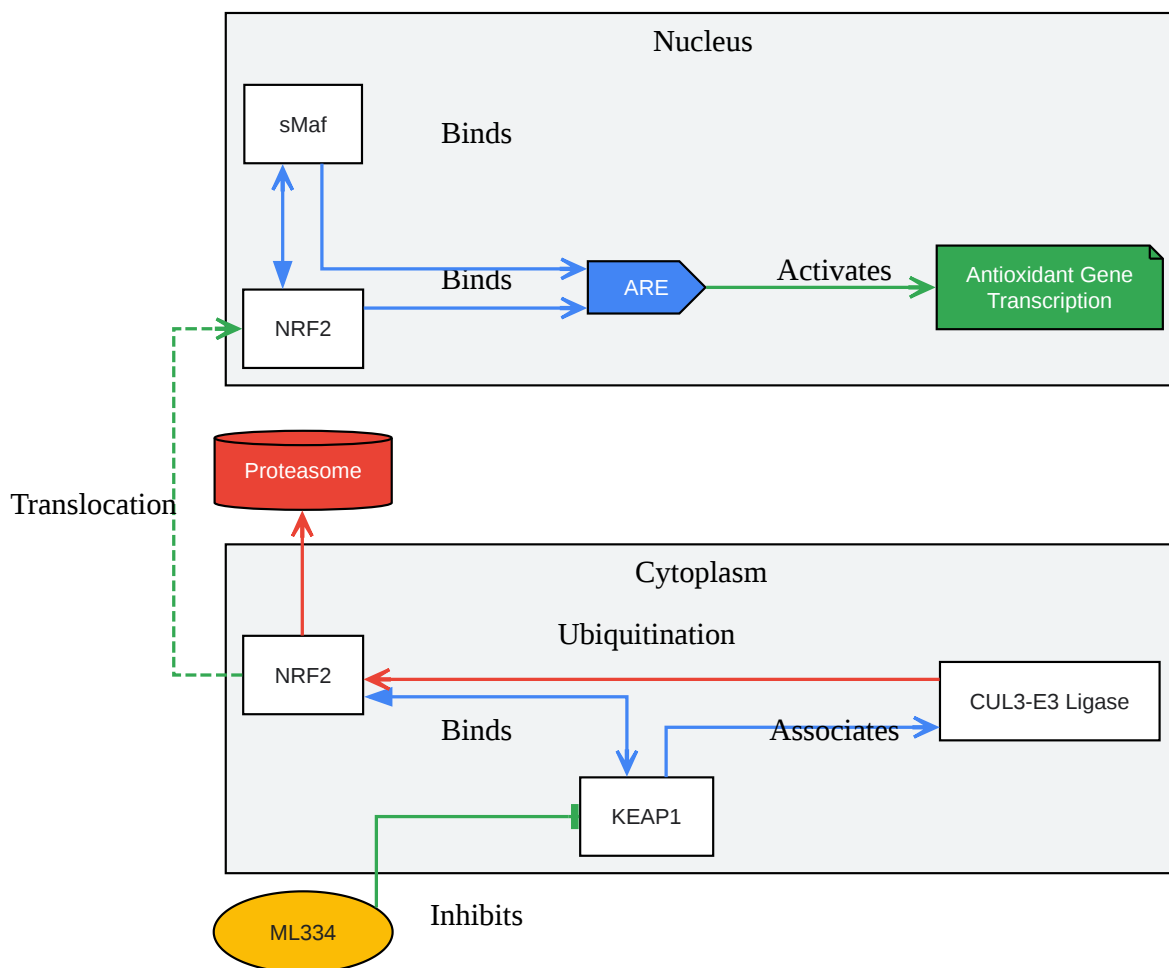 Nucleus
sMaf
Binds
Binds
ARE
Activates
Antioxidant Gene
Transcription
NRF2
Proteasome
Translocation
Cytoplasm
Ubiquitination
NRF2
CUL3-E3 Ligase
Binds
Associates
KEAP1
Inhibits
ML334